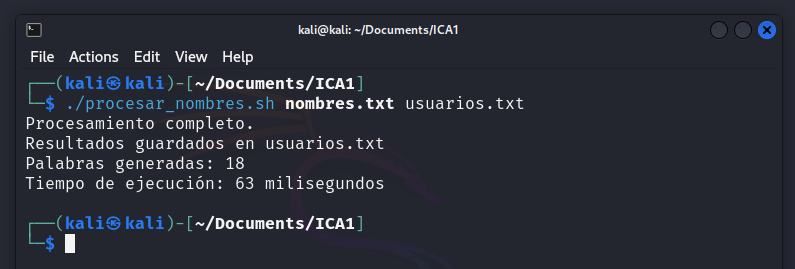 kali@kali: ~/Documents/ICA1
File Actions Edit View Help
┌──(kali㉿kali)-[~/Documents/ICA1]
└─$ ./procesar_nombres.sh nombres.txt usuarios.txt
Procesamiento completo.
Resultados guardados en usuarios.txt
Palabras generadas: 18
Tiempo de ejecución: 63 milisegundos
┌──(kali㉿kali)-[~/Documents/ICA1]
└─$